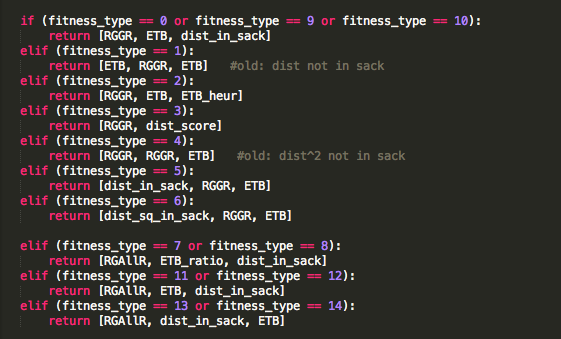 if (fitness_type == 0 or fitness_type == 9 or fitness_type == 10):
    return [RGGR, ETB, dist_in_sack]
elif (fitness_type == 1):
    return [ETB, RGGR, ETB]   #old: dist not in sack
elif (fitness_type == 2):
    return [RGGR, ETB, ETB_heur]
elif (fitness_type == 3):
    return [RGGR, dist_score]
elif (fitness_type == 4):
    return [RGGR, RGGR, ETB]   #old: dist^2 not in sack
elif (fitness_type == 5):
    return [dist_in_sack, RGGR, ETB]
elif (fitness_type == 6):
    return [dist_sq_in_sack, RGGR, ETB]

elif (fitness_type == 7 or fitness_type == 8):
    return [RGAllR, ETB_ratio, dist_in_sack]
elif (fitness_type == 11 or fitness_type == 12):
    return [RGAllR, ETB, dist_in_sack]
elif (fitness_type == 13 or fitness_type == 14):
    return [RGAllR, dist_in_sack, ETB]